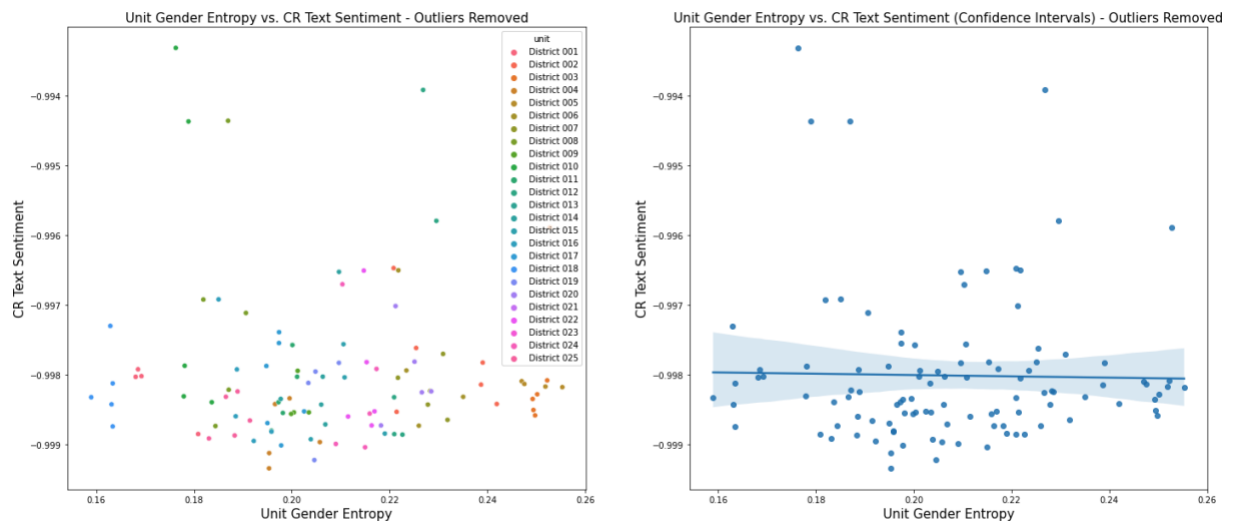 Unit Gender Entropy vs. CR Text Sentiment - Outliers Removed
unit
District 001
District 002
District 003
District 004
District 005
District 006
District 007
District 008
District 009
District 010
District 011
District 012
District 013
District 014
District 015
District 016
District 017
District 018
District 019
District 020
District 021
District 022
District 023
District 024
District 025
CR Text Sentiment
−0.994
−0.995
−0.996
−0.997
−0.998
−0.999
0.16 0.18 0.20 0.22 0.24 0.26
Unit Gender Entropy
Unit Gender Entropy vs. CR Text Sentiment (Confidence Intervals) - Outliers Removed
CR Text Sentiment
−0.994
−0.995
−0.996
−0.997
−0.998
−0.999
0.16 0.18 0.20 0.22 0.24 0.26
Unit Gender Entropy